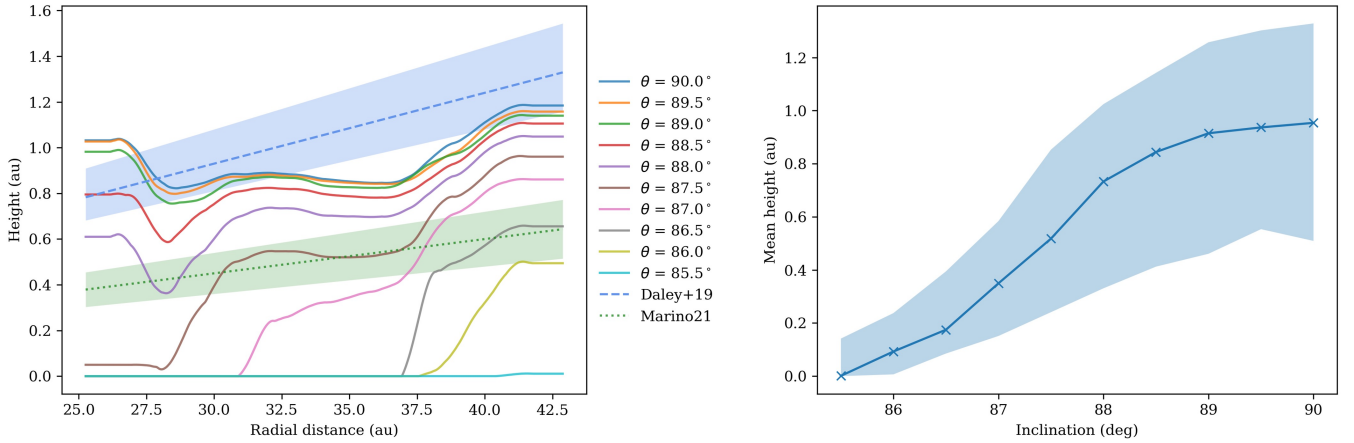 1.6
1.4
1.2
1.0
0.8
0.6
0.4
0.2
0.0
Height (au)
25.0 27.5 30.0 32.5 35.0 37.5 40.0 42.5
Radial distance (au)
θ = 90.0°
θ = 89.5°
θ = 89.0°
θ = 88.5°
θ = 88.0°
θ = 87.5°
θ = 87.0°
θ = 86.5°
θ = 86.0°
θ = 85.5°
Daley+19
Marino21
1.2
1.0
0.8
0.6
0.4
0.2
0.0
Mean height (au)
86 87 88 89 90
Inclination (deg)